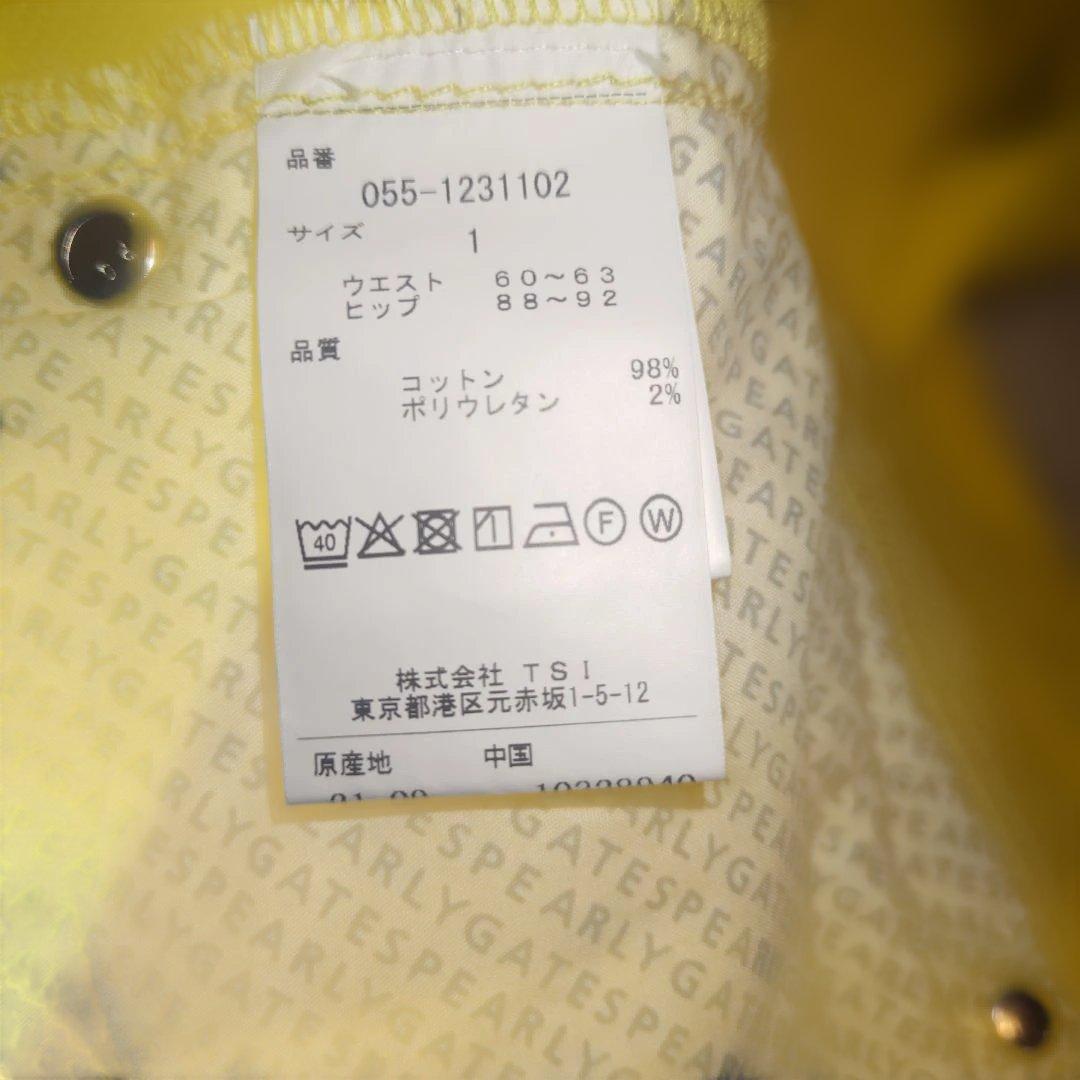 品番
055-1231102
サイズ
1
ウエスト 60~63
ヒップ 88~92
品質
コットン 98%
ポリウレタン 2%
40
F W
株式会社 TSI
東京都港区元赤坂1-5-12
原産地 中国
PEARLYGATESPEARLYGATES